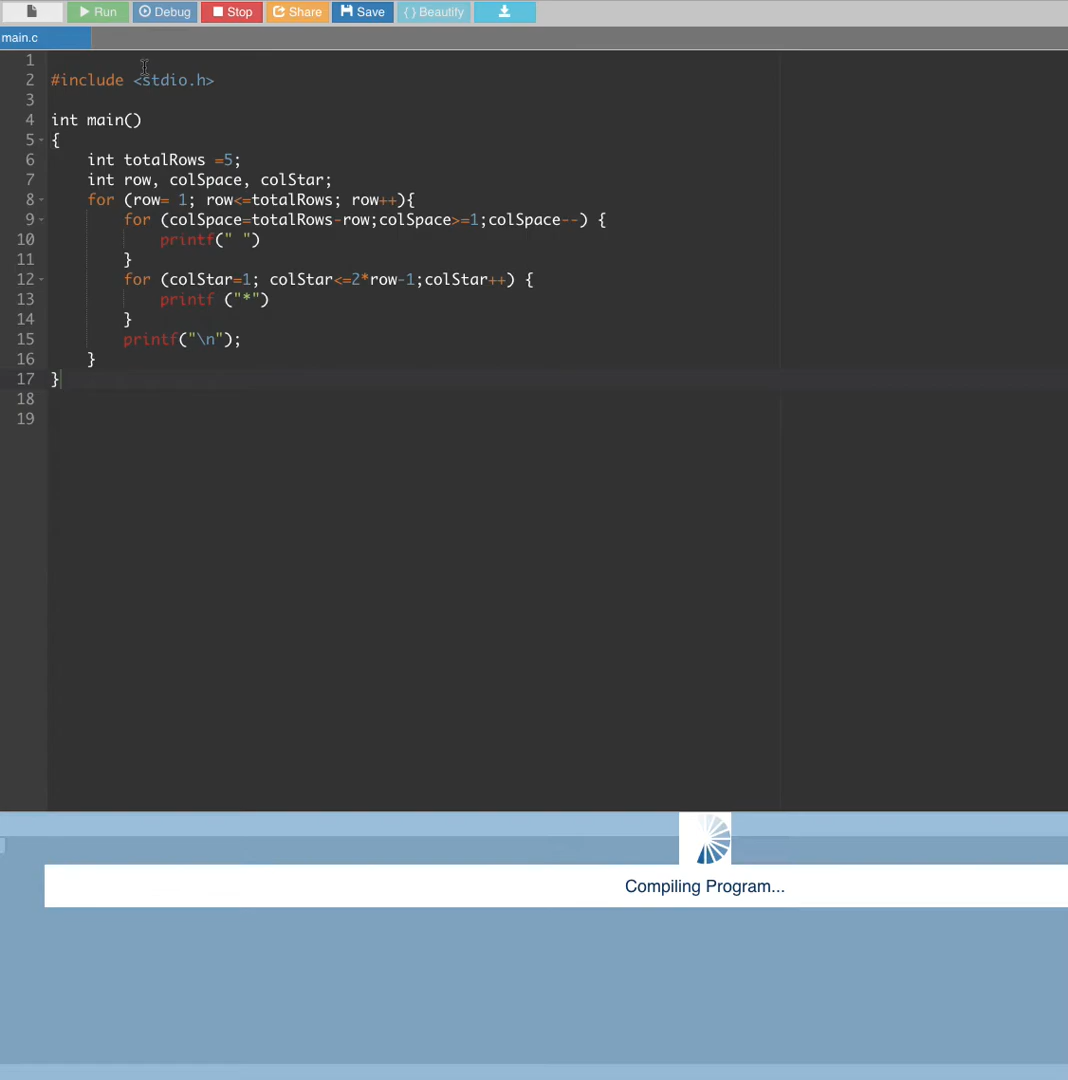 Run Debug Stop Share Save { } Beautify
main.c
1
2 #include <stdio.h>
3
4 int main()
5 {
6 int totalRows =5;
7 int row, colSpace, colStar;
8 for (row= 1; row<=totalRows; row++){
9 for (colSpace=totalRows-row;colSpace>=1;colSpace--) {
10 printf(" ")
11 }
12 for (colStar=1; colStar<=2*row-1;colStar++) {
13 printf ("*")
14 }
15 printf("\n");
16 }
17 }
18
19
Compiling Program...